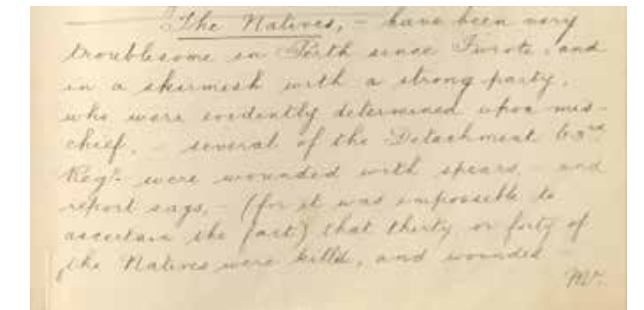 The Natives, - have been very
troublesome in Perth since I wrote, and
in a skirmish with a strong party,
who were evidently determined upon mis-
chief, - several of the Detachment 63rd
Regt. were wounded with spears, - and
report says, - (for it was impossible to
ascertain the fact) that thirty or forty of
the Natives were killed, and wounded -
Mr.